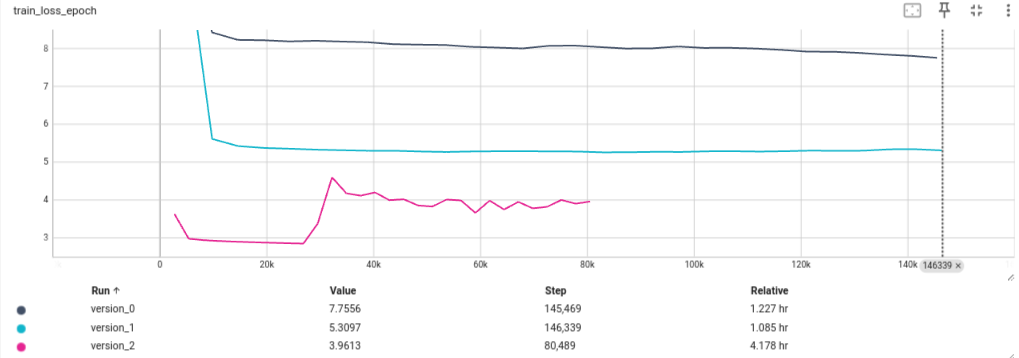 train_loss_epoch
8
7
6
5
4
3
0 20k 40k 60k 80k 100k 120k 140k 146339 ×
Run ↑ Value Step Relative
version_0 7.7556 145,469 1.227 hr
version_1 5.3097 146,339 1.085 hr
version_2 3.9613 80,489 4.178 hr